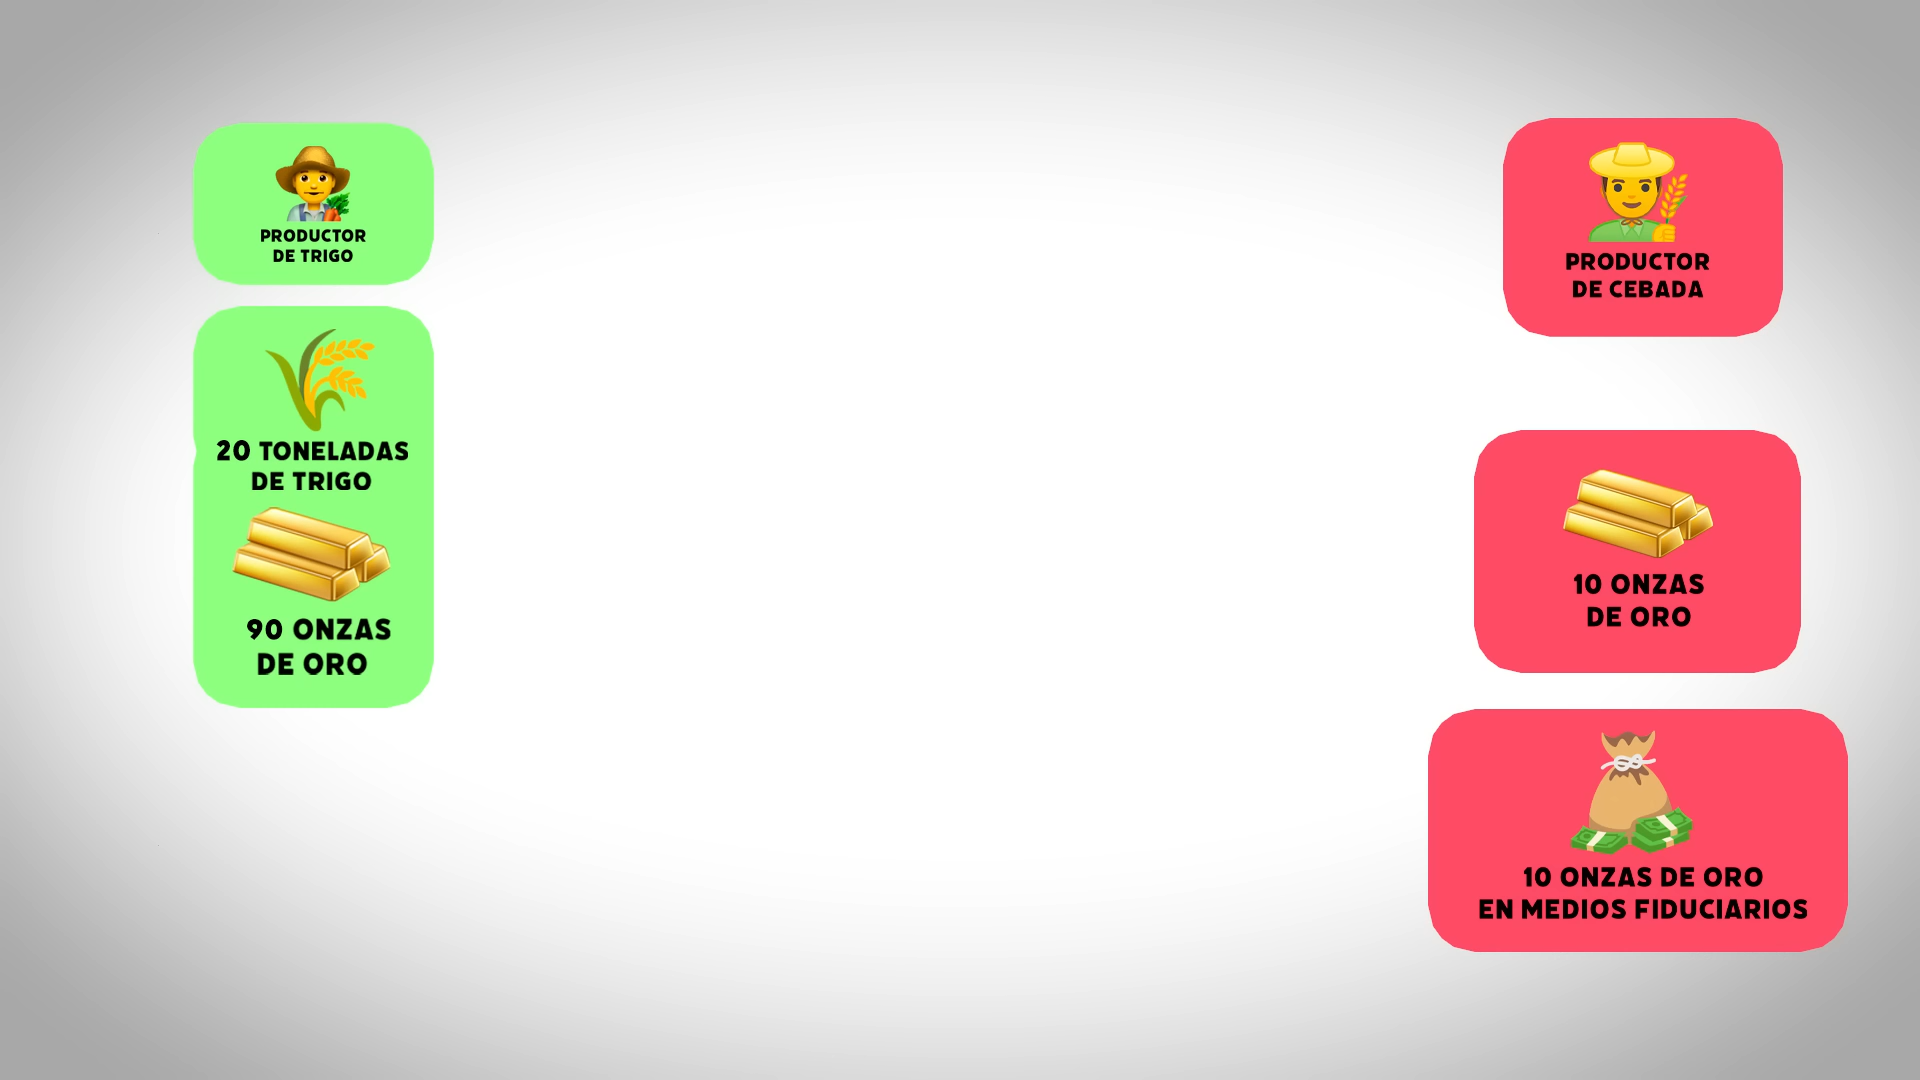 PRODUCTOR
DE TRIGO
20 TONELADAS
DE TRIGO
90 ONZAS
DE ORO
PRODUCTOR
DE CEBADA
10 ONZAS
DE ORO
10 ONZAS DE ORO
EN MEDIOS FIDUCIARIOS